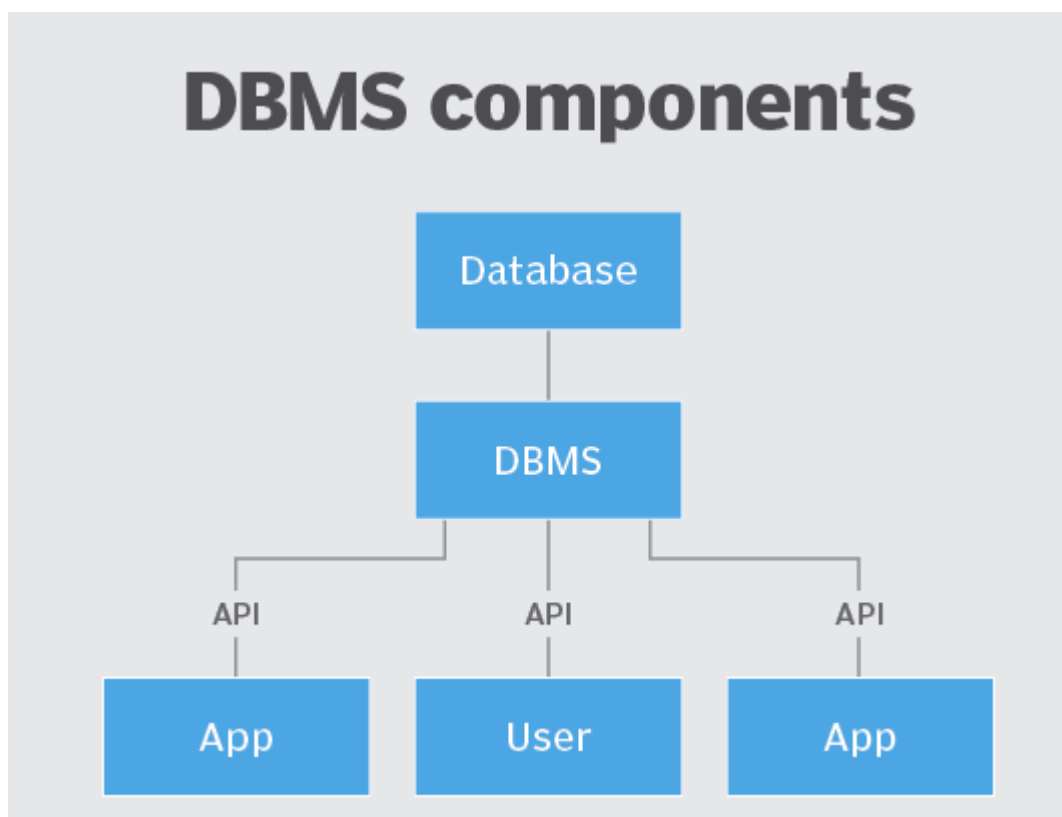 DBMS components
Database
DBMS
API API API
App User App